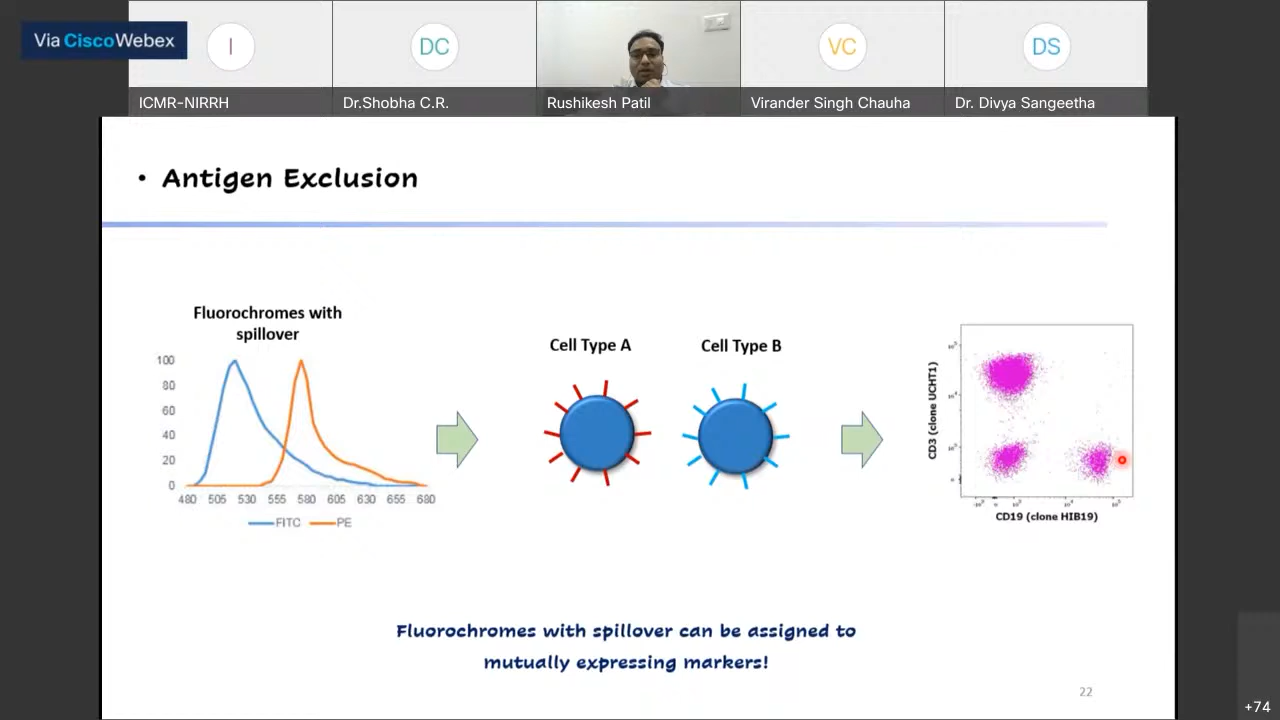 Via CiscoWebex
I
DC
VC
DS
ICMR-NIRRH
Dr.Shobha C.R.
Rushikesh Patil
Virander Singh Chauha
Dr. Divya Sangeetha
• Antigen Exclusion
Fluorochromes with
spillover
100
80
60
40
20
0
480 505 530 555 580 605 630 655 680
FITC PE
Cell Type A
Cell Type B
CD3 (clone UCHT1)
CD19 (clone HIB19)
Fluorochromes with spillover can be assigned to
mutually expressing markers!
22
+74